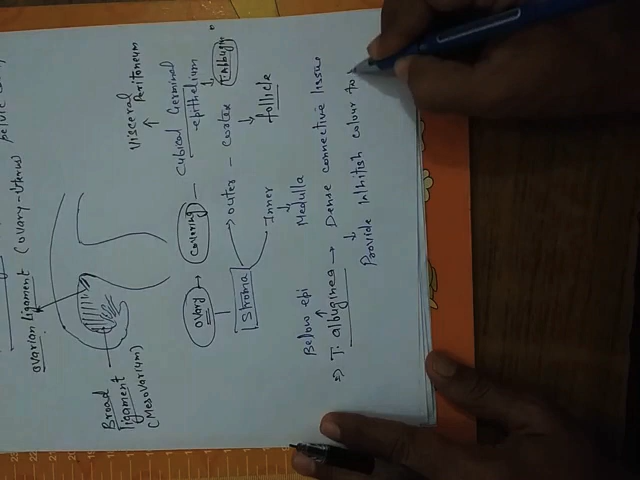 pelvic
ovarian ligament (ovary-Uterus)
Broad
ligament
(Mesovarium)
Visceral
Peritoneum
↑
ovary → Covering — Cubical Germinal
epithelium
↓
Stroma → outer — cortex
↓
follicle
Inner
↓
Medulla
Below epi
↑
⇒ T. albuginea → Dense connective tissue
↓
Provide Whitish colour to